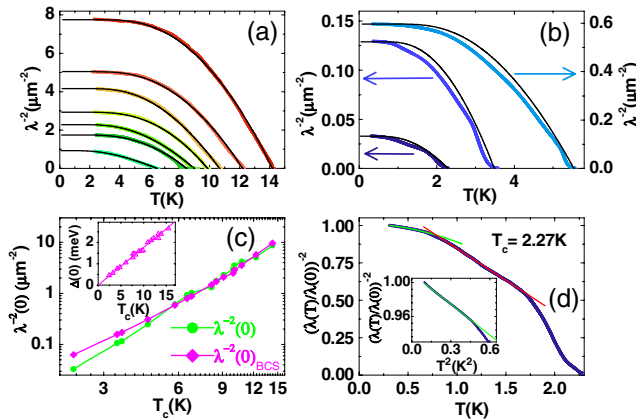 (a)
λ⁻²(μm⁻²)
8
6
4
2
0
0 2 4 6 8 10 12 14
T(K)
(b)
λ⁻²(μm⁻²)
0.15
0.10
0.05
0.00
0 2 4
T(K)
0.6
0.4
0.2
0.0
λ⁻²(μm⁻²)
(c)
λ⁻²(0) (μm⁻²)
10
1
0.1
3 6 9 12 15
T_c(K)
Δ(0) (meV)
2
1
0
0 5 10 15
T_c(K)
λ⁻²(0)
λ⁻²(0)_BCS
(d)
T_c = 2.27K
(λ(T)/λ(0))⁻²
1.00
0.75
0.50
0.25
0.00
0.0 0.5 1.0 1.5 2.0
T(K)
(λ(T)/λ(0))⁻²
1.00
0.96
0.0 0.2 0.4 0.6
T²(K²)